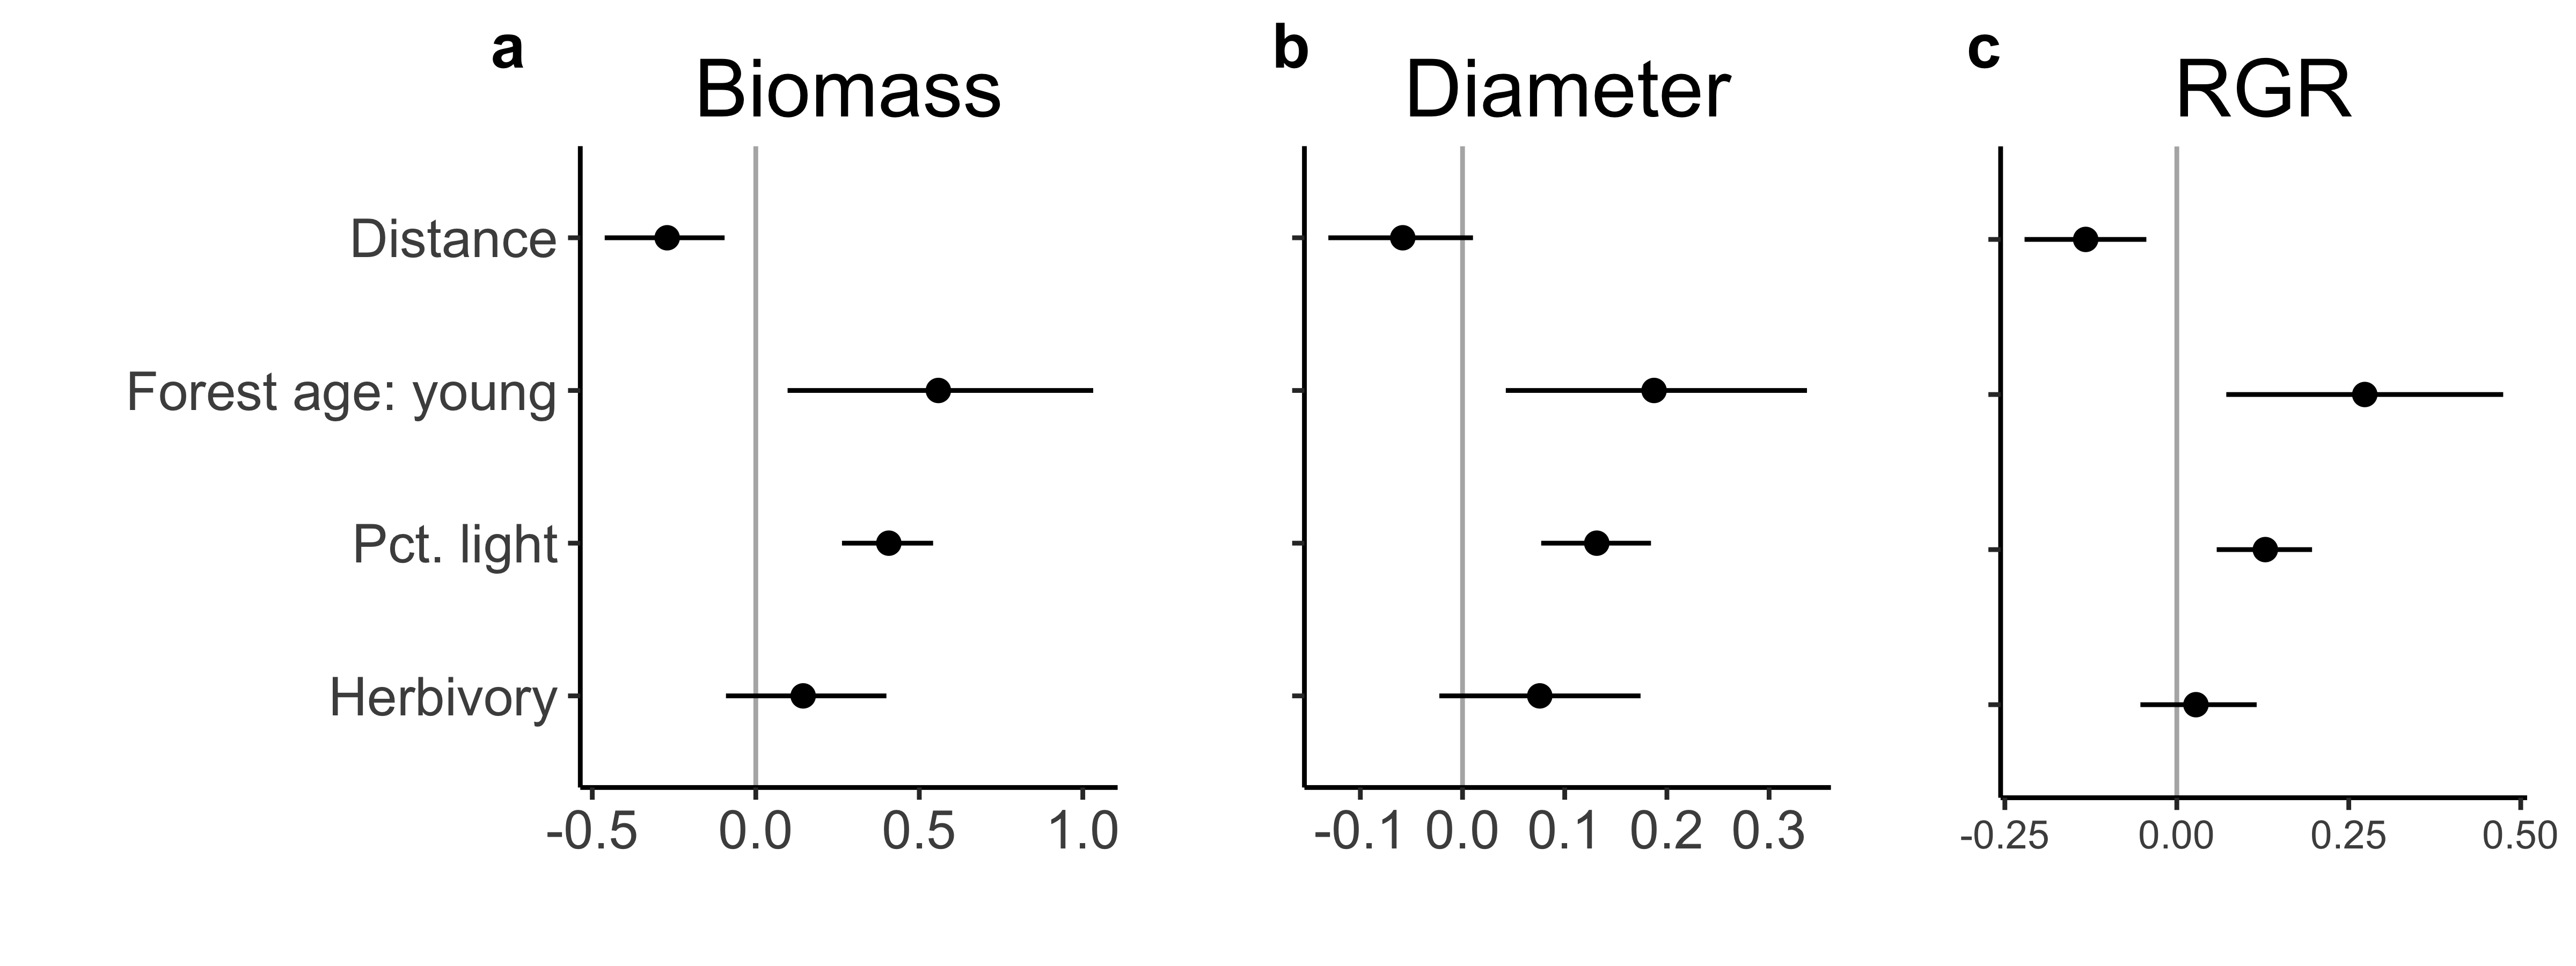 a
Biomass
b
Diameter
c
RGR
Distance
Forest age: young
Pct. light
Herbivory
-0.5 0.0 0.5 1.0
-0.1 0.0 0.1 0.2 0.3
-0.25 0.00 0.25 0.50